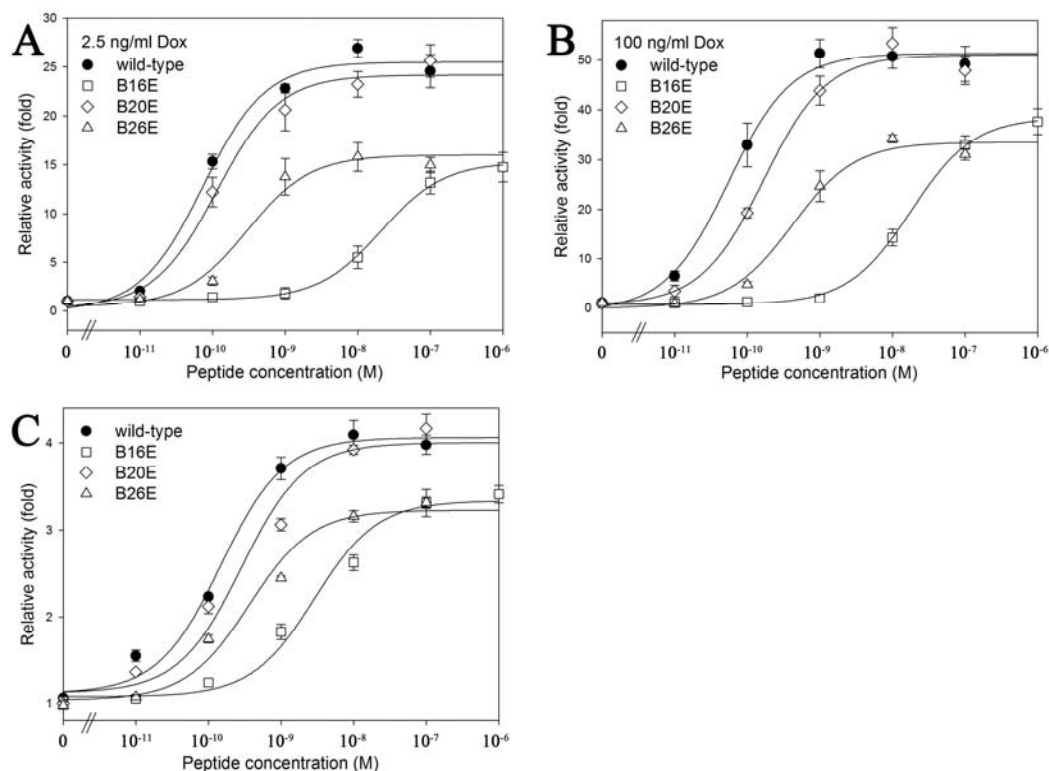 A
2.5 ng/ml Dox
wild-type
B16E
B20E
B26E
Relative activity (fold)
30
25
20
15
10
5
0
0 10-11 10-10 10-9 10-8 10-7 10-6
Peptide concentration (M)
B
100 ng/ml Dox
wild-type
B16E
B20E
B26E
Relative activity (fold)
50
40
30
20
10
0
0 10-11 10-10 10-9 10-8 10-7 10-6
Peptide concentration (M)
C
wild-type
B16E
B20E
B26E
Relative activity (fold)
4
3
2
1
0 10-11 10-10 10-9 10-8 10-7 10-6
Peptide concentration (M)